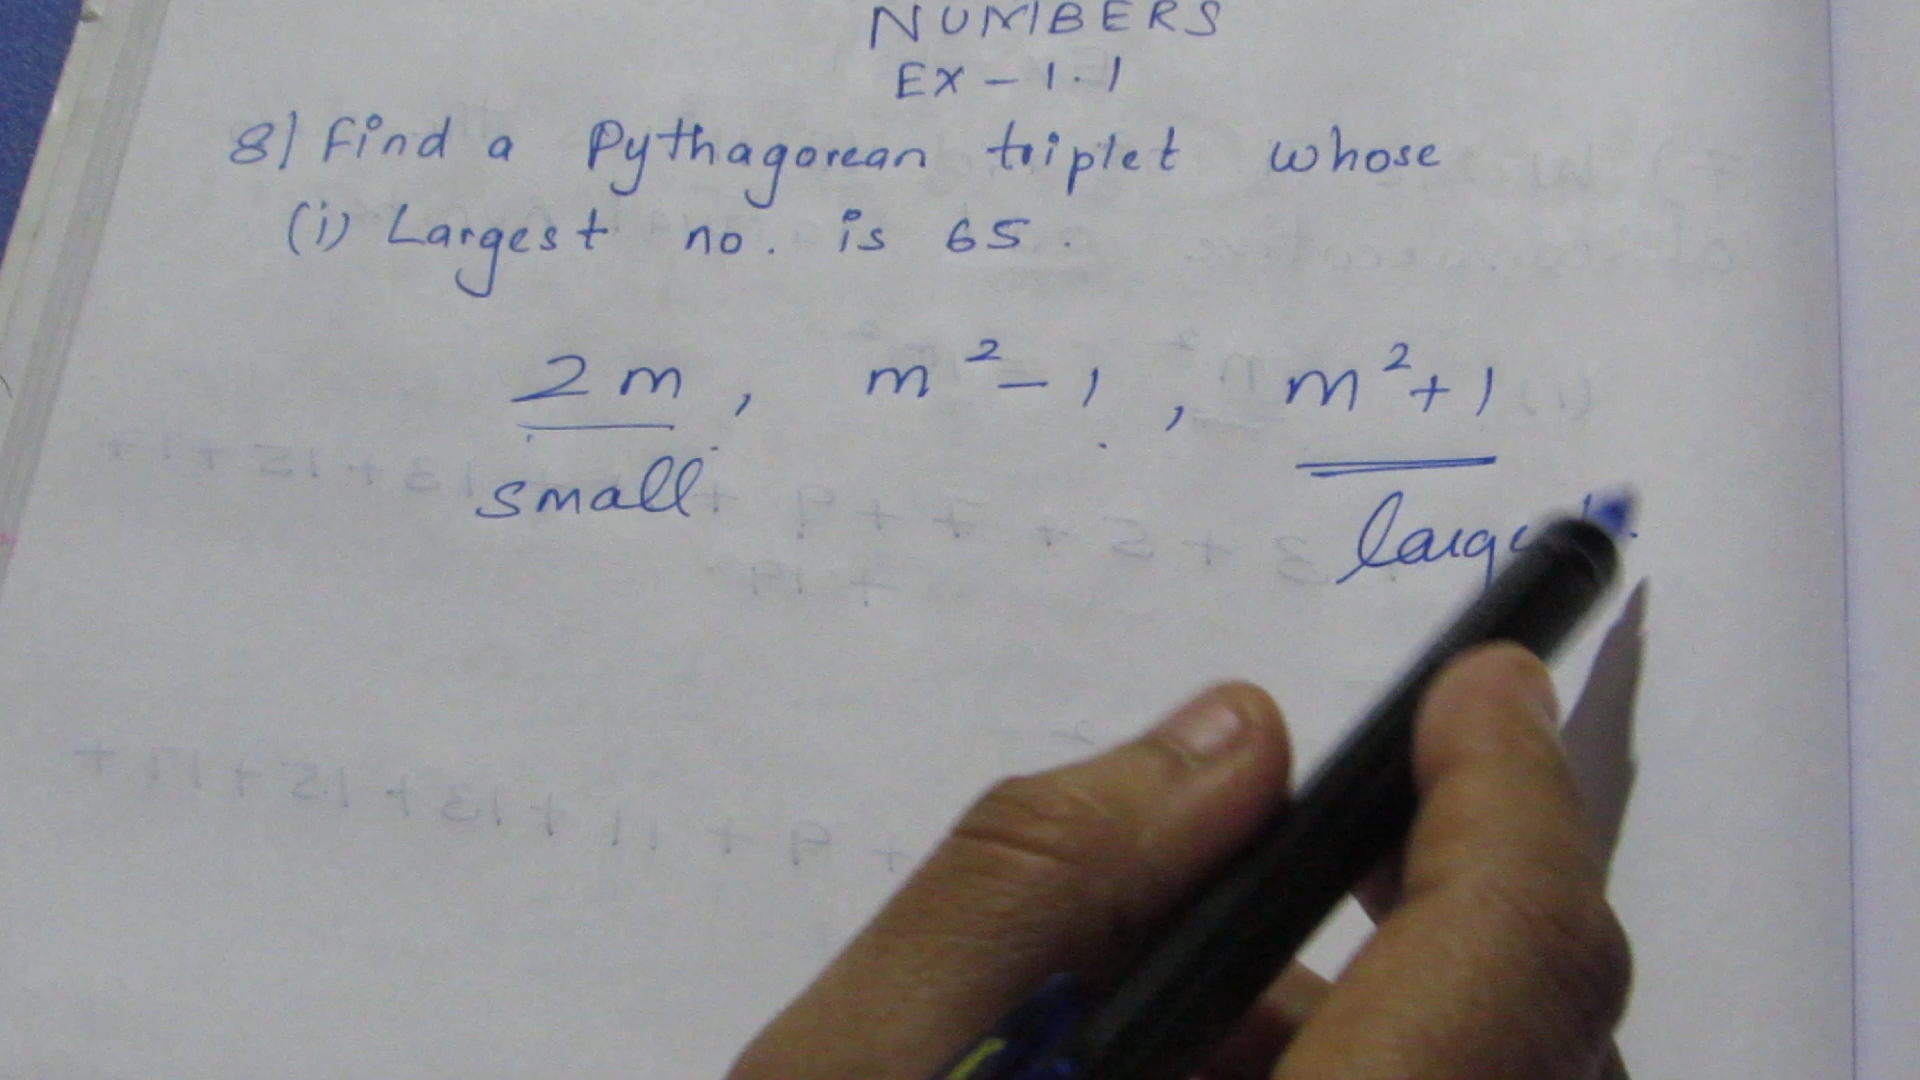 NUMBERS
EX - 1.1
8) Find a Pythagorean triplet whose
(i) Largest no. is 65.
2m, m²-1, m²+1
small